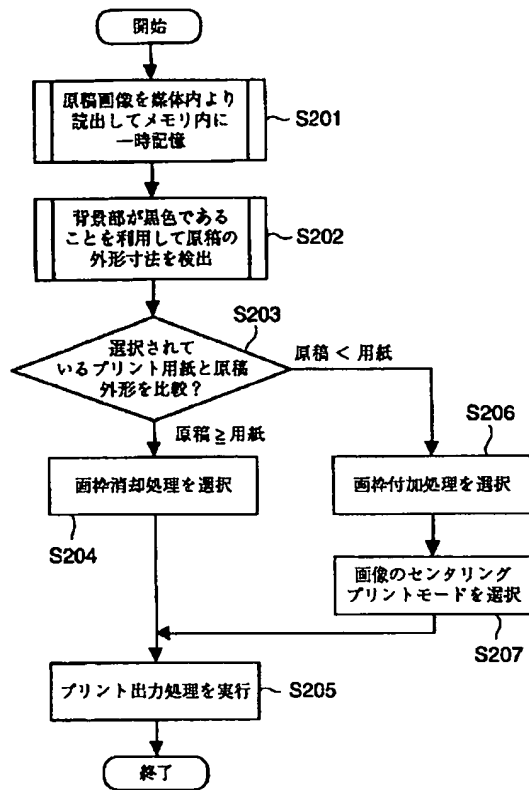 開始
原稿画像を媒体内より
読出してメモリ内に
一時記憶
S201
背景部が黒色である
ことを利用して原稿の
外形寸法を検出
S202
S203
選択されて
いるプリント用紙と原稿
外形を比較？
原稿 < 用紙
原稿 ≧ 用紙
S206
画枠消却処理を選択
画枠付加処理を選択
S204
画像のセンタリング
プリントモードを選択
S207
プリント出力処理を実行
S205
終了